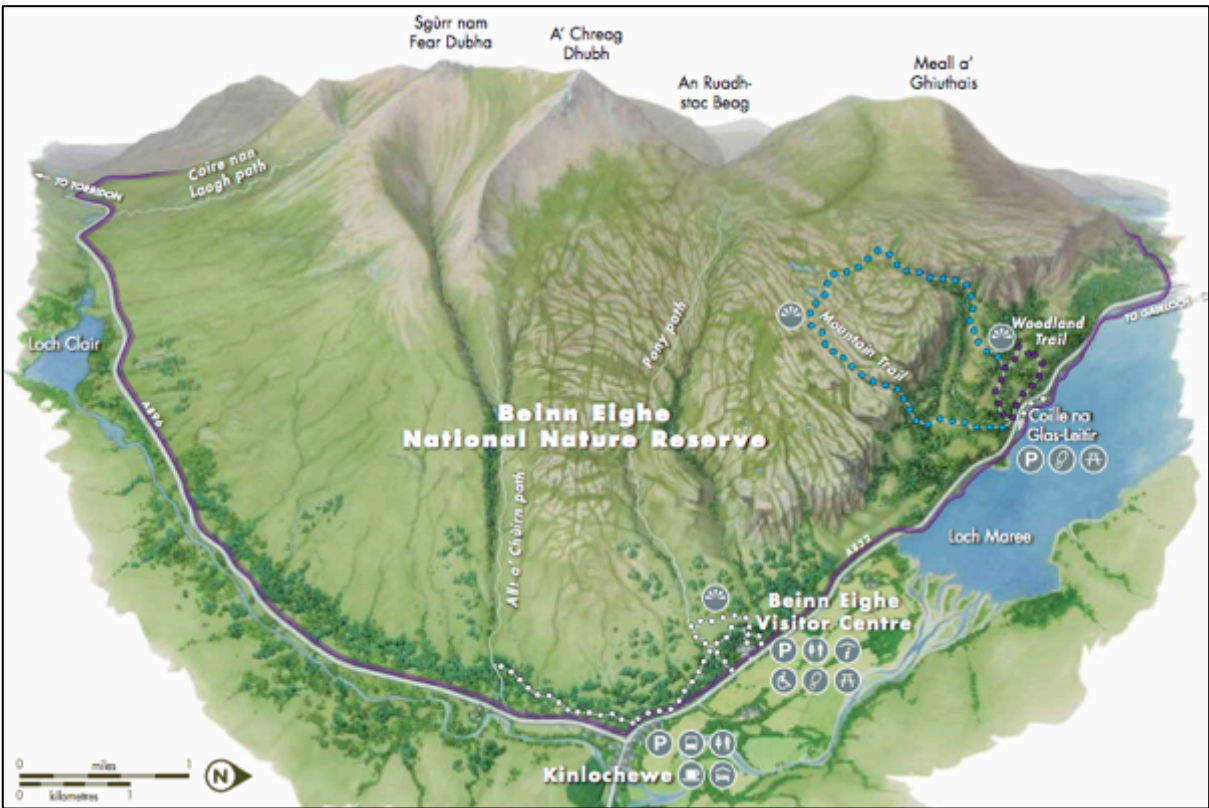 Sgùrr nam
Fear Dubha
A' Chreag
Dhubh
An Ruadh-
stac Beag
Meall a'
Ghiuthais
Coire nan
Laogh path
TO TORRIDON
Loch Clair
A896
Pony Path
Mountain Trail
Woodland
Trail
TO GAIRLOCH
Coille na
Glas-Leitir
P
Beinn Eighe
National Nature Reserve
Allt a' Chùirn path
A832
Loch Maree
Beinn Eighe
Visitor Centre
P i
P
Kinlochewe
0 miles 1
0 kilometres 1
N